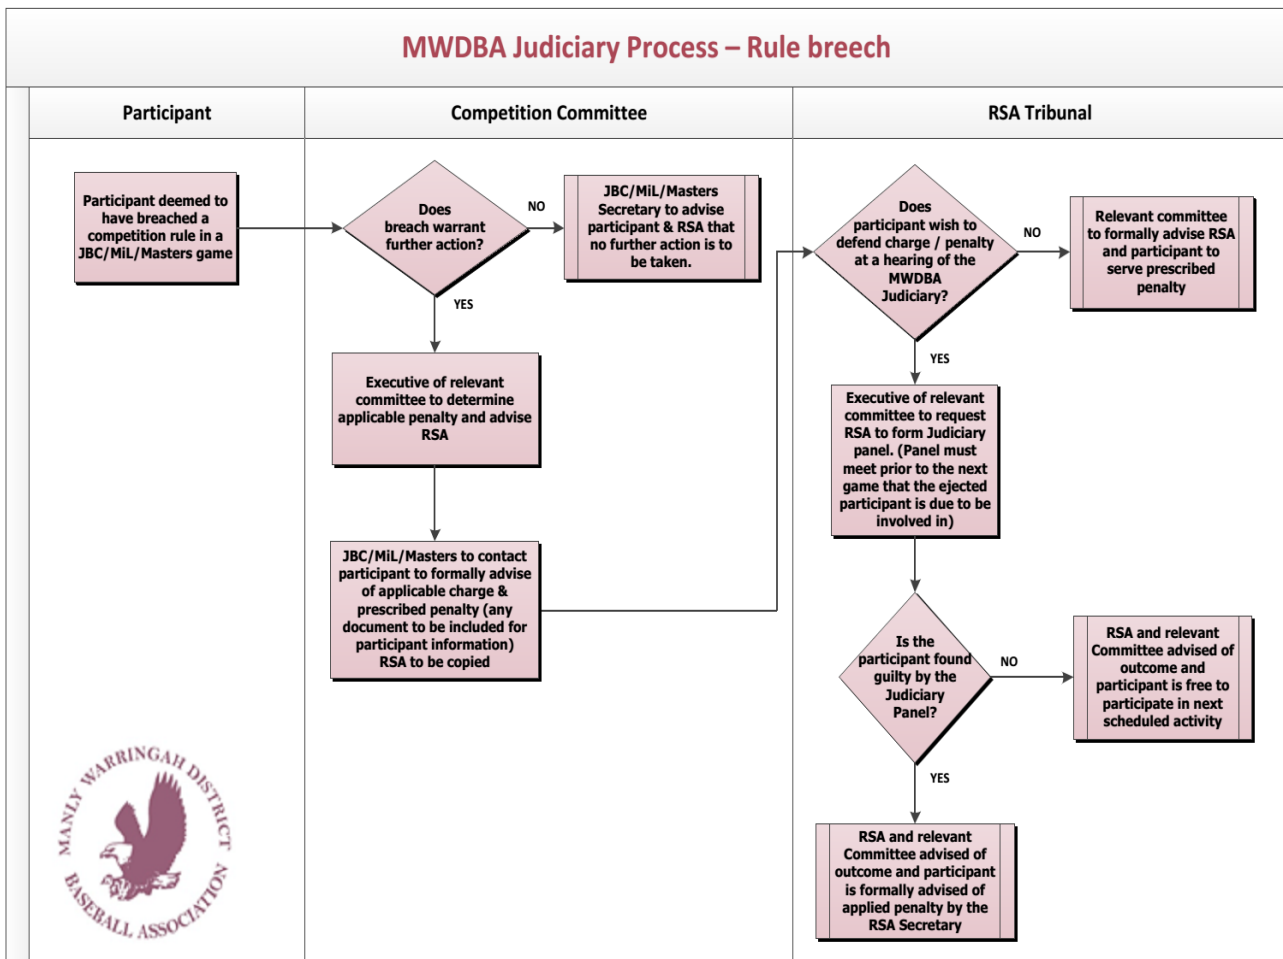 MWDBA Judiciary Process – Rule breech
Participant
Competition Committee
RSA Tribunal
Participant deemed to
have breached a
competition rule in a
JBC/MiL/Masters game
Does
breach warrant
further action?
NO
JBC/MiL/Masters
Secretary to advise
participant & RSA that
no further action is to
be taken.
YES
Executive of relevant
committee to determine
applicable penalty and advise
RSA
JBC/MiL/Masters to contact
participant to formally advise
of applicable charge &
prescribed penalty (any
document to be included for
participant information)
RSA to be copied
Does
participant wish to
defend charge / penalty
at a hearing of the
MWDBA
Judiciary?
NO
Relevant committee
to formally advise RSA
and participant to
serve prescribed
penalty
YES
Executive of relevant
committee to request
RSA to form Judiciary
panel. (Panel must
meet prior to the next
game that the ejected
participant is due to be
involved in)
Is the
participant found
guilty by the
Judiciary
Panel?
NO
RSA and relevant
Committee advised of
outcome and
participant is free to
participate in next
scheduled activity
YES
RSA and relevant
Committee advised of
outcome and participant
is formally advised of
applied penalty by the
RSA Secretary
MANLY WARRINGAH DISTRICT
BASEBALL ASSOCIATION